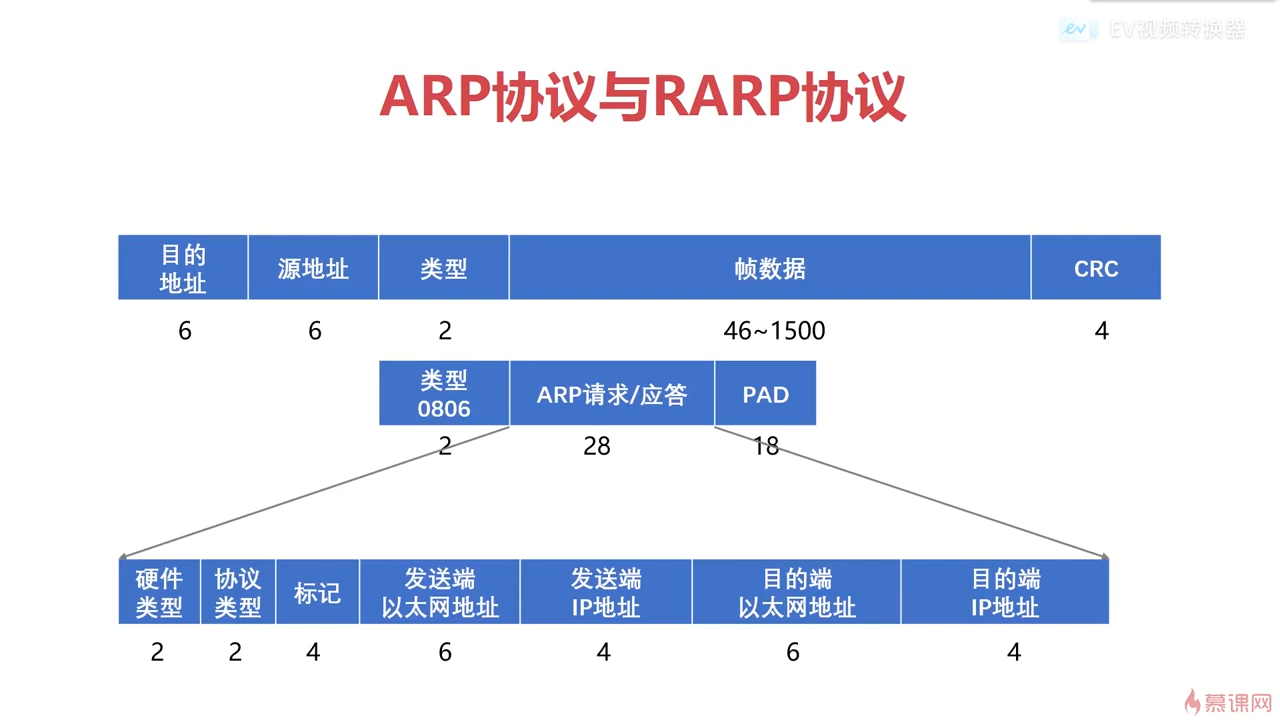 EV视频转换器
ARP协议与RARP协议
目的
地址
源地址
类型
帧数据
CRC
6
6
2
46~1500
4
类型
0806
ARP请求/应答
PAD
2
28
18
硬件
类型
协议
类型
标记
发送端
以太网地址
发送端
IP地址
目的端
以太网地址
目的端
IP地址
2
2
4
6
4
6
4
慕课网